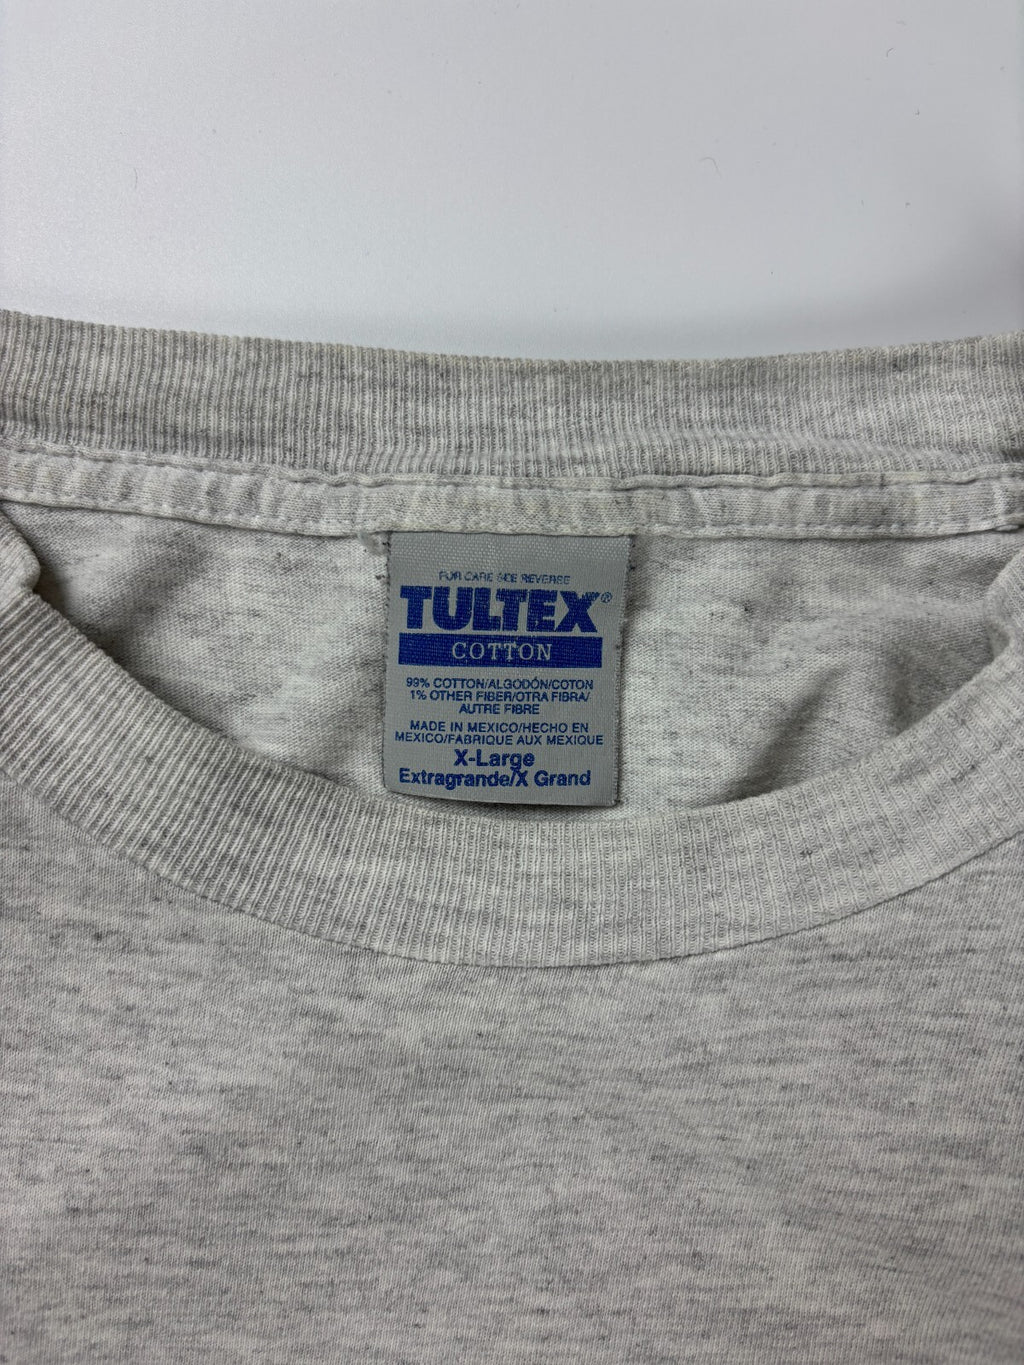 FOR CARE SEE REVERSE
TULTEX®
COTTON
99% COTTON/ALGODÓN/COTON
1% OTHER FIBER/OTRA FIBRA/
AUTRE FIBRE
MADE IN MEXICO/HECHO EN
MEXICO/FABRIQUE AUX MEXIQUE
X-Large
Extragrande/X Grand